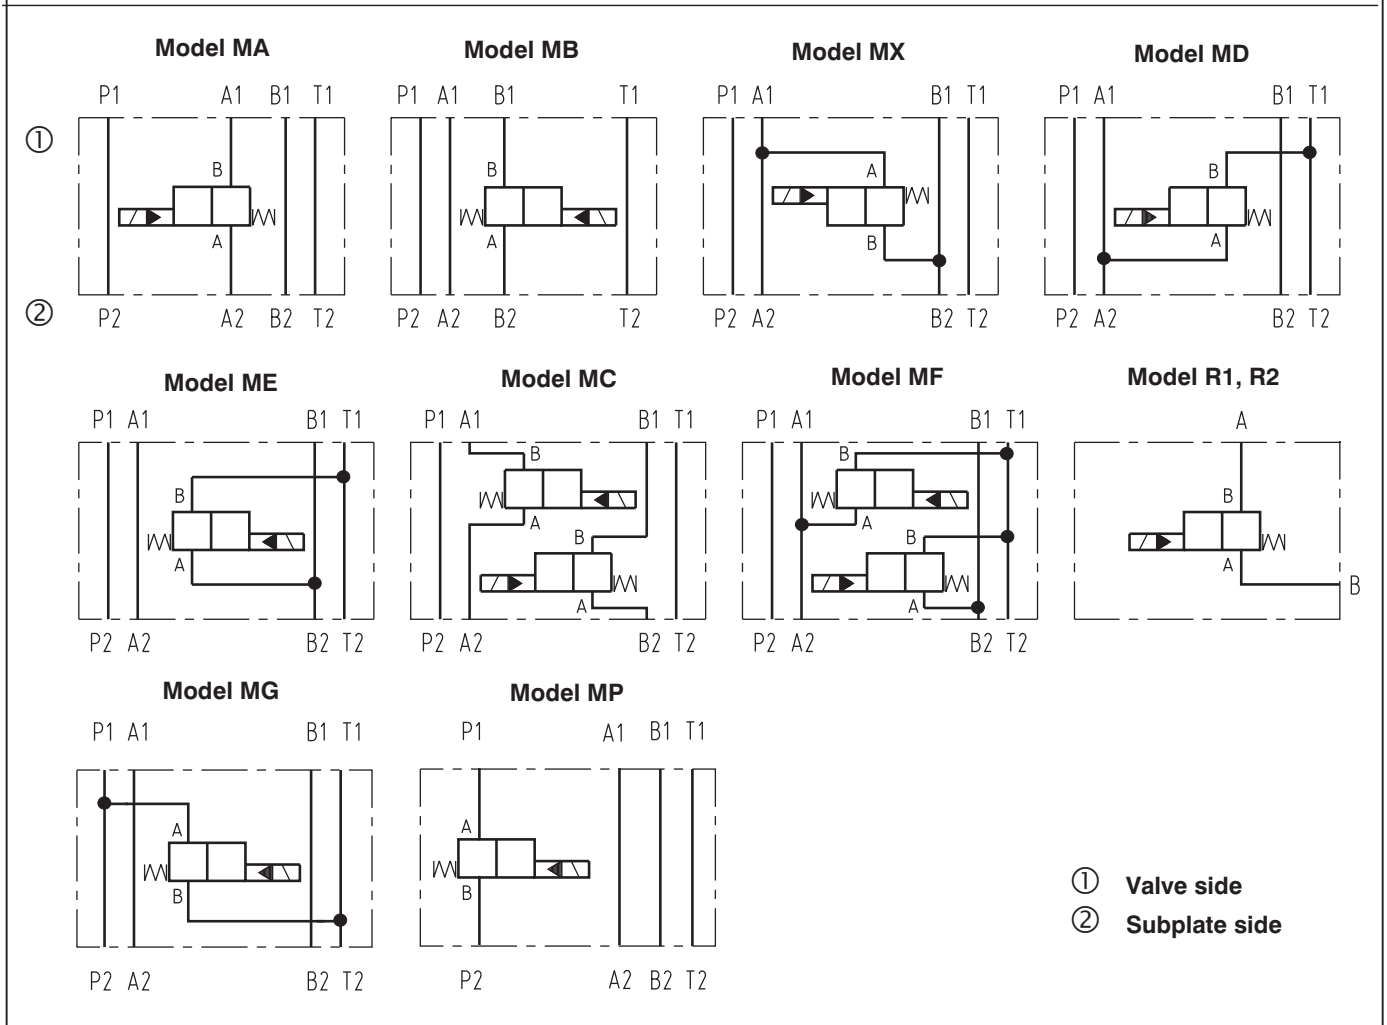 Model MA Model MB Model MX Model MD
P1 A1 B1 T1 P1 A1 B1 T1 P1 A1 B1 T1 P1 A1 B1 T1
①
B B A B
A A B A
②
P2 A2 B2 T2 P2 A2 B2 T2 P2 A2 B2 T2 P2 A2 B2 T2
Model ME Model MC Model MF Model R1, R2
P1 A1 B1 T1 P1 A1 B1 T1 P1 A1 B1 T1 A
B B
B B
A A
B B
A A
A A
B
P2 A2 B2 T2 P2 A2 B2 T2 P2 A2 B2 T2
Model MG Model MP
P1 A1 B1 T1 P1 A1 B1 T1
A A
B B
P2 A2 B2 T2 P2 A2 B2 T2
① Valve side
② Subplate side